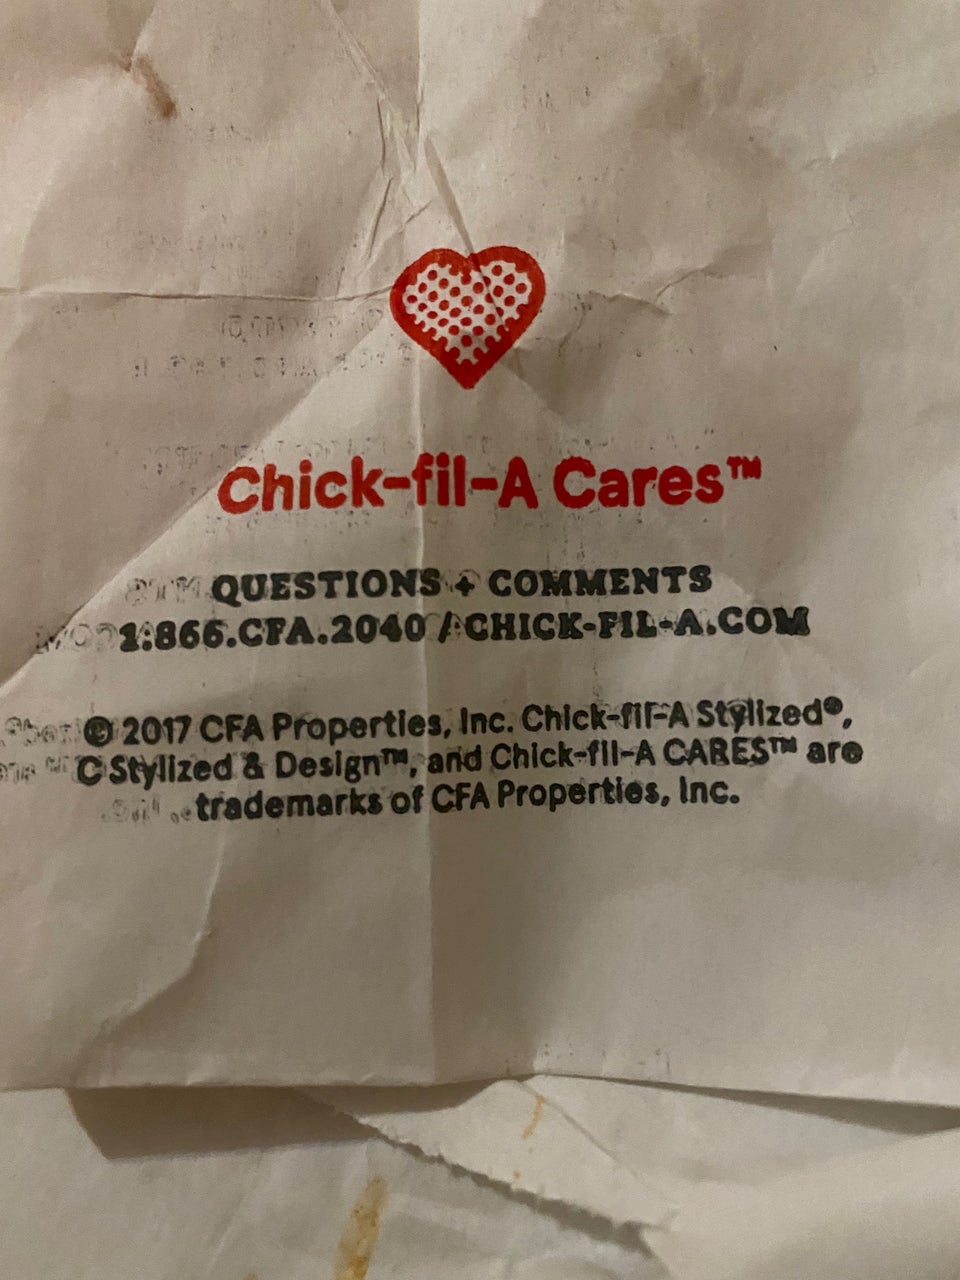 Chick-fil-A Cares™
QUESTIONS + COMMENTS
1:866.CFA.2040 / CHICK-FIL-A.COM
© 2017 CFA Properties, Inc. Chick-fil-A Stylized®,
C Stylized & Design™, and Chick-fil-A CARES™ are
trademarks of CFA Properties, Inc.